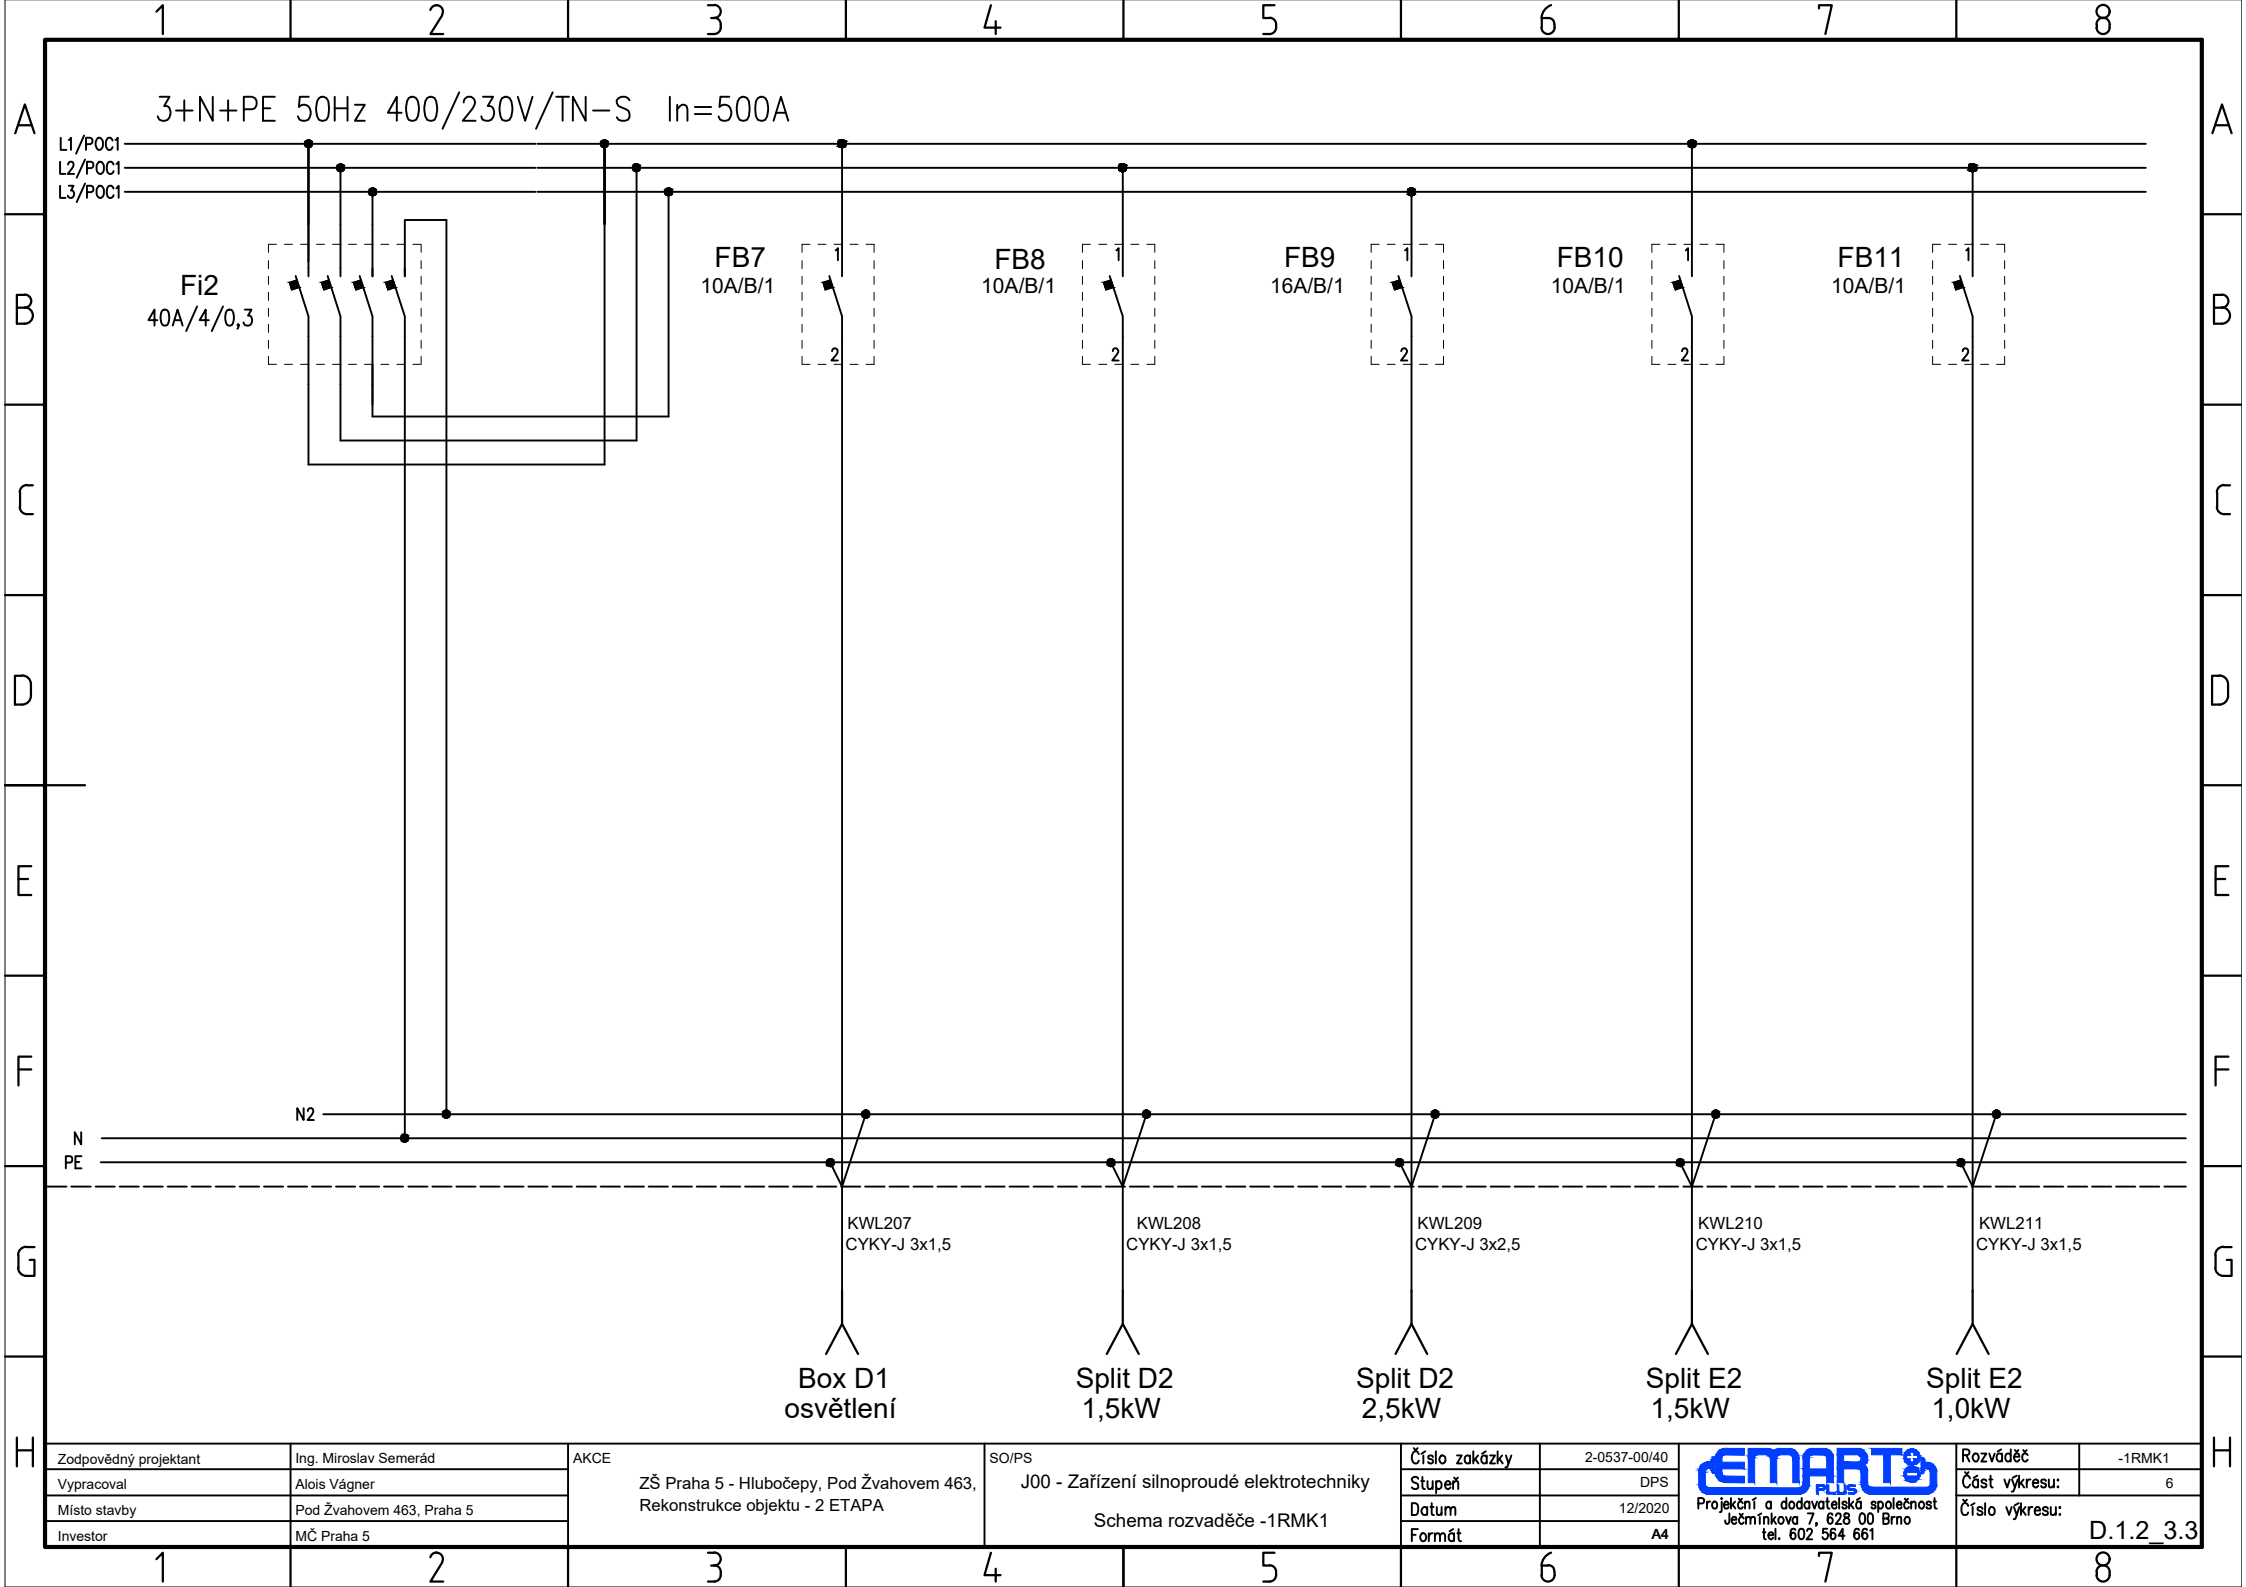 1 2 3 4 5 6 7 8
A A
3+N+PE 50Hz 400/230V/TN-S In=500A
L1/POC1
L2/POC1
L3/POC1
B B
Fi2
40A/4/0,3
FB7
10A/B/1
1
2
FB8
10A/B/1
1
2
FB9
16A/B/1
1
2
FB10
10A/B/1
1
2
FB11
10A/B/1
1
2
C C
D D
E E
F F
N2
N
PE
G G
KWL207
CYKY-J 3x1,5
KWL208
CYKY-J 3x1,5
KWL209
CYKY-J 3x2,5
KWL210
CYKY-J 3x1,5
KWL211
CYKY-J 3x1,5
Box D1
osvětlení
Split D2
1,5kW
Split D2
2,5kW
Split E2
1,5kW
Split E2
1,0kW
H H
Zodpovědný projektant Ing. Miroslav Semerád
Vypracoval Alois Vágner
Místo stavby Pod Žvahovem 463, Praha 5
Investor MČ Praha 5
AKCE
ZŠ Praha 5 - Hlubočepy, Pod Žvahovem 463,
Rekonstrukce objektu - 2 ETAPA
SO/PS
J00 - Zařízení silnoproudé elektrotechniky
Schema rozvaděče -1RMK1
Číslo zakázky 2-0537-00/40
Stupeň DPS
Datum 12/2020
Formát A4
EMART
PLUS
Projekční a dodavatelská společnost
Ječmínkova 7, 628 00 Brno
tel. 602 564 661
Rozváděč -1RMK1
Část výkresu: 6
Číslo výkresu:
D.1.2_3.3
1 2 3 4 5 6 7 8